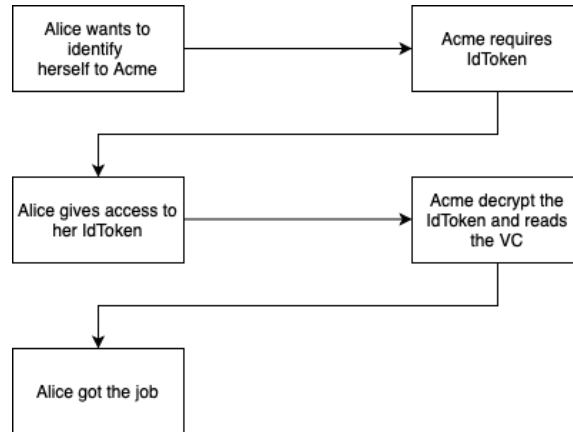 Alice wants to
identify
herself to Acme
Acme requires
IdToken
Alice gives access to
her IdToken
Acme decrypt the
IdToken and reads
the VC
Alice got the job